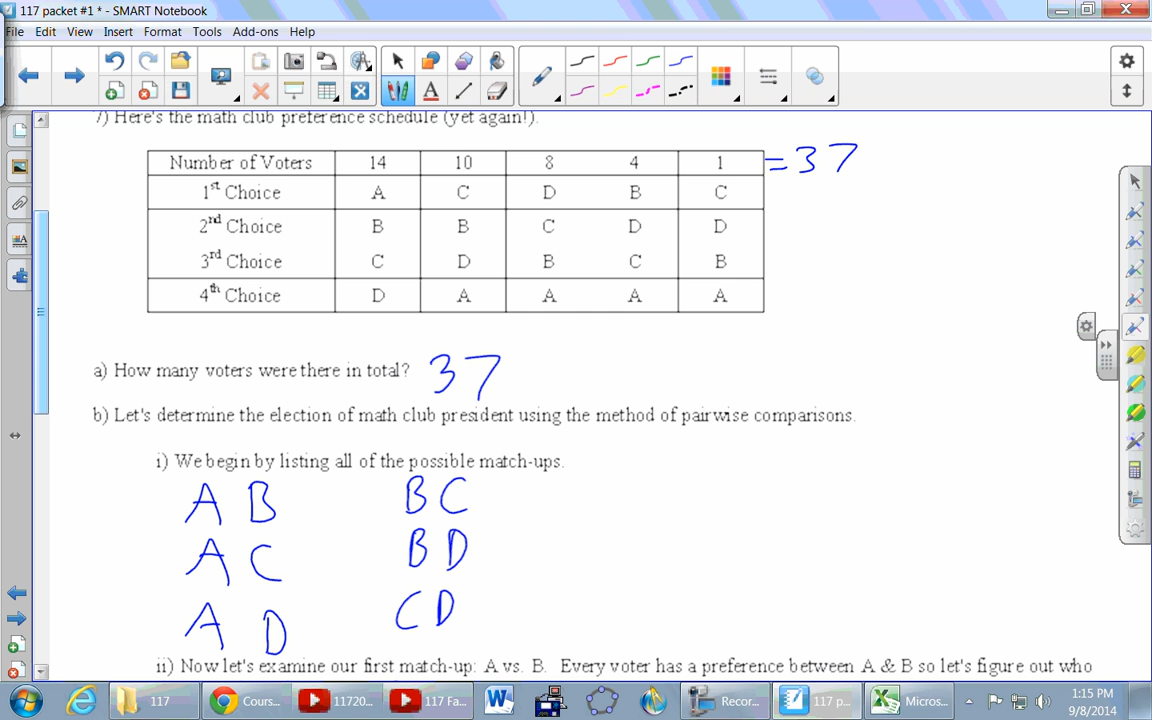 117 packet #1 * - SMART Notebook
File Edit View Insert Format Tools Add-ons Help
7) Here's the math club preference schedule (yet again!).
Number of Voters 14 10 8 4 1 =37
1st Choice A C D B C
2nd Choice B B C D D
3rd Choice C D B C B
4th Choice D A A A A
a) How many voters were there in total? 37
b) Let's determine the election of math club president using the method of pairwise comparisons.
i) We begin by listing all of the possible match-ups.
A B B C
A C B D
A D C D
ii) Now let's examine our first match-up: A vs. B. Every voter has a preference between A & B so let's figure out who
117 Cours... 11720... 117 Fa... Recor... 117 p... Micros... 1:15 PM
9/8/2014